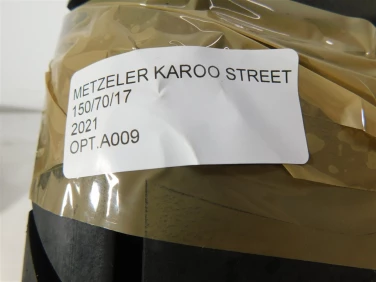 METZELER KAROO STREET
150/70/17
2021
OPT.A009